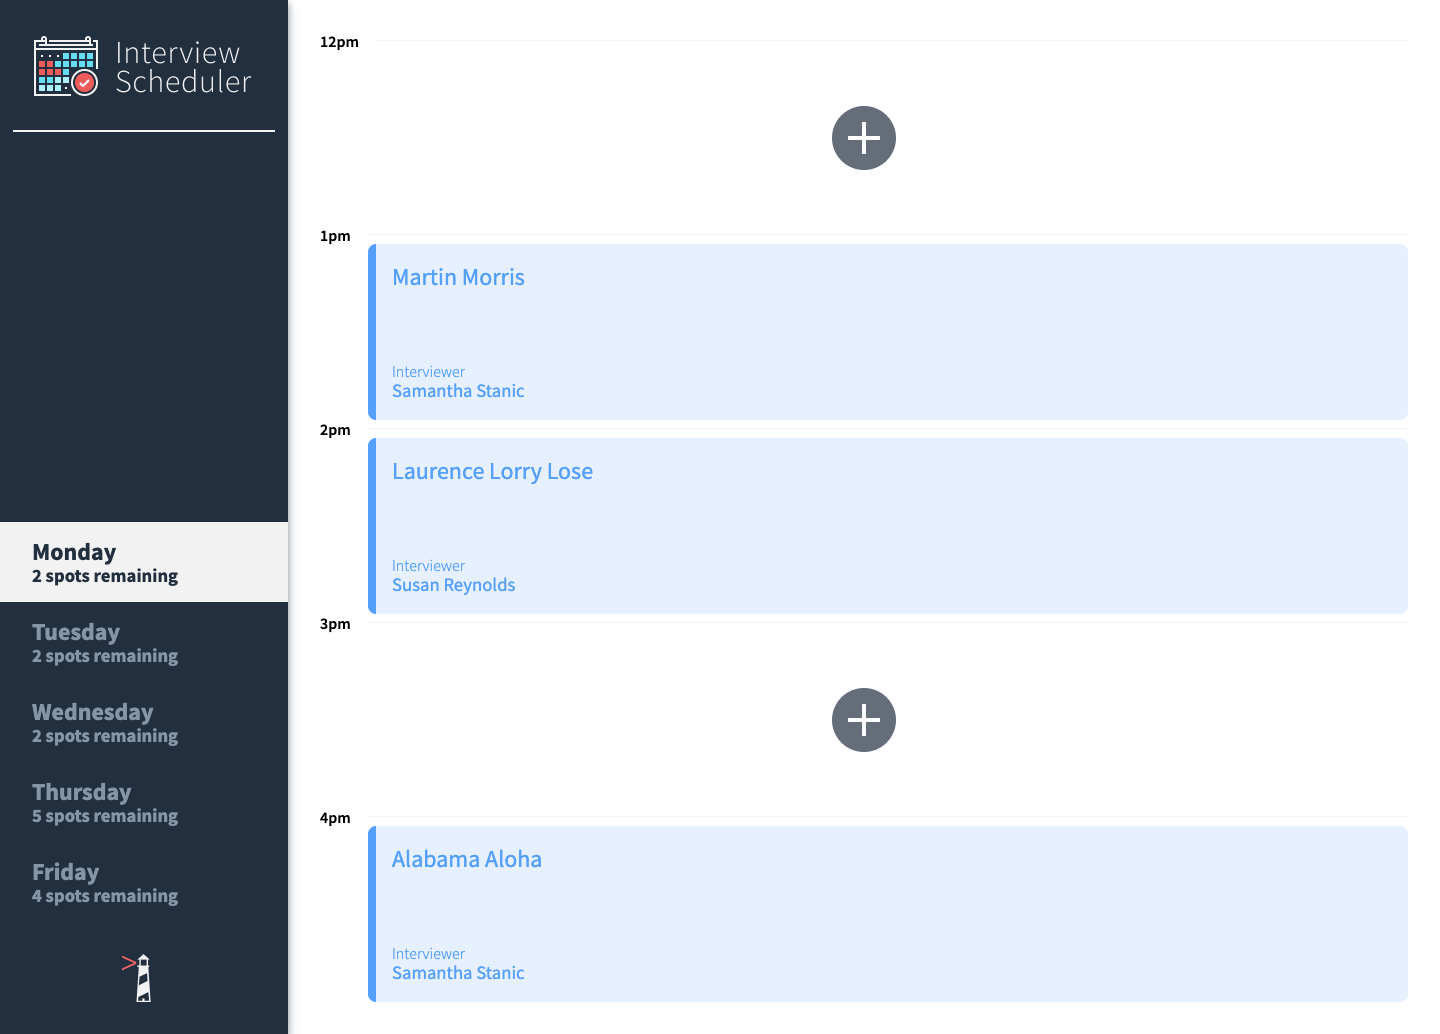 Interview
Scheduler
Monday
2 spots remaining
Tuesday
2 spots remaining
Wednesday
2 spots remaining
Thursday
5 spots remaining
Friday
4 spots remaining
12pm
1pm
Martin Morris
Interviewer
Samantha Stanic
2pm
Laurence Lorry Lose
Interviewer
Susan Reynolds
3pm
4pm
Alabama Aloha
Interviewer
Samantha Stanic